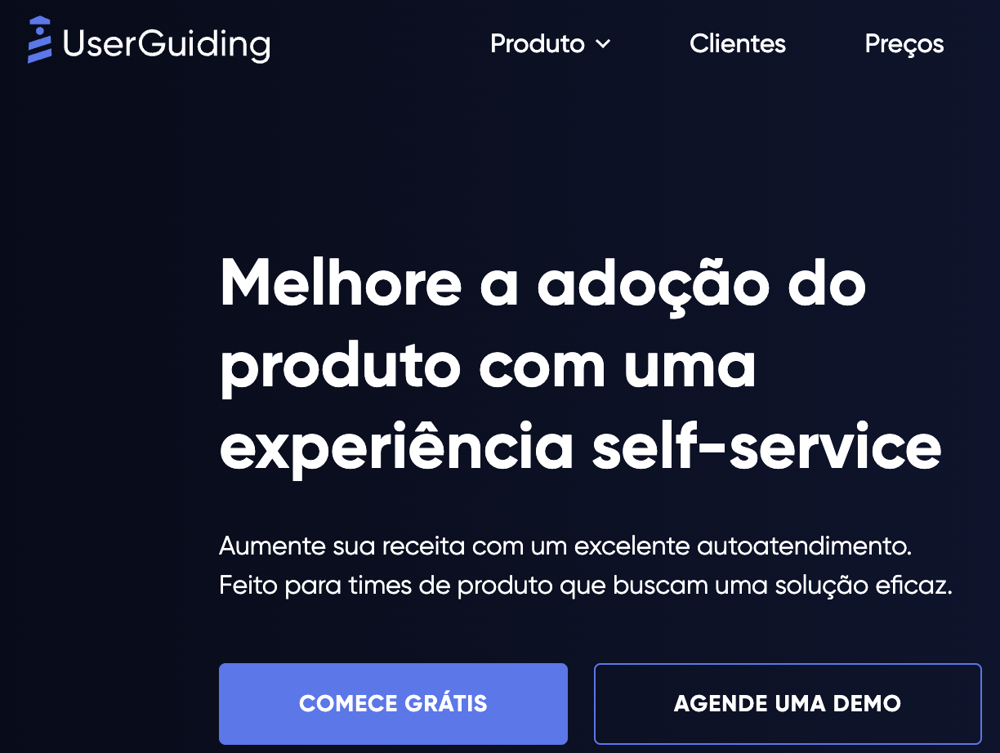 UserGuiding
Produto
Clientes
Preços
Melhore a adoção do
produto com uma
experiência self-service
Aumente sua receita com um excelente autoatendimento.
Feito para times de produto que buscam uma solução eficaz.
COMECE GRÁTIS
AGENDE UMA DEMO